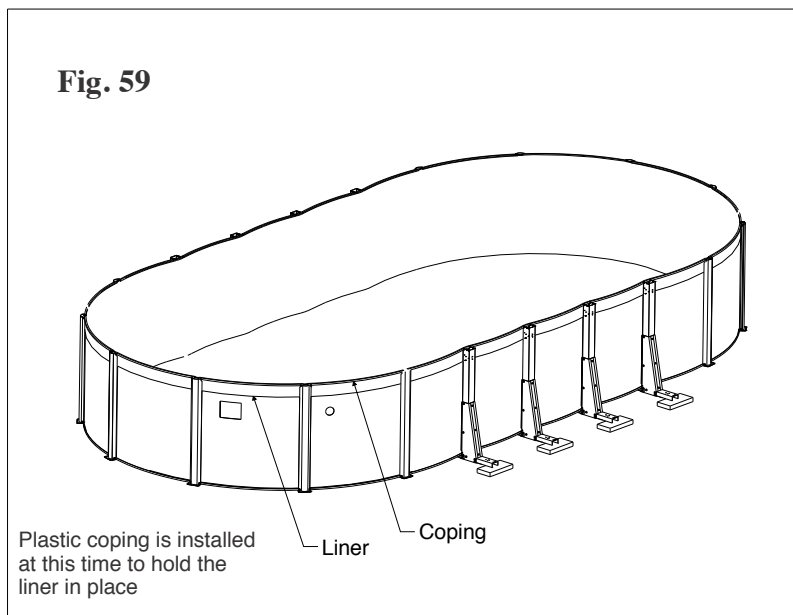 Fig. 59
Liner
Coping
Plastic coping is installed
at this time to hold the
liner in place